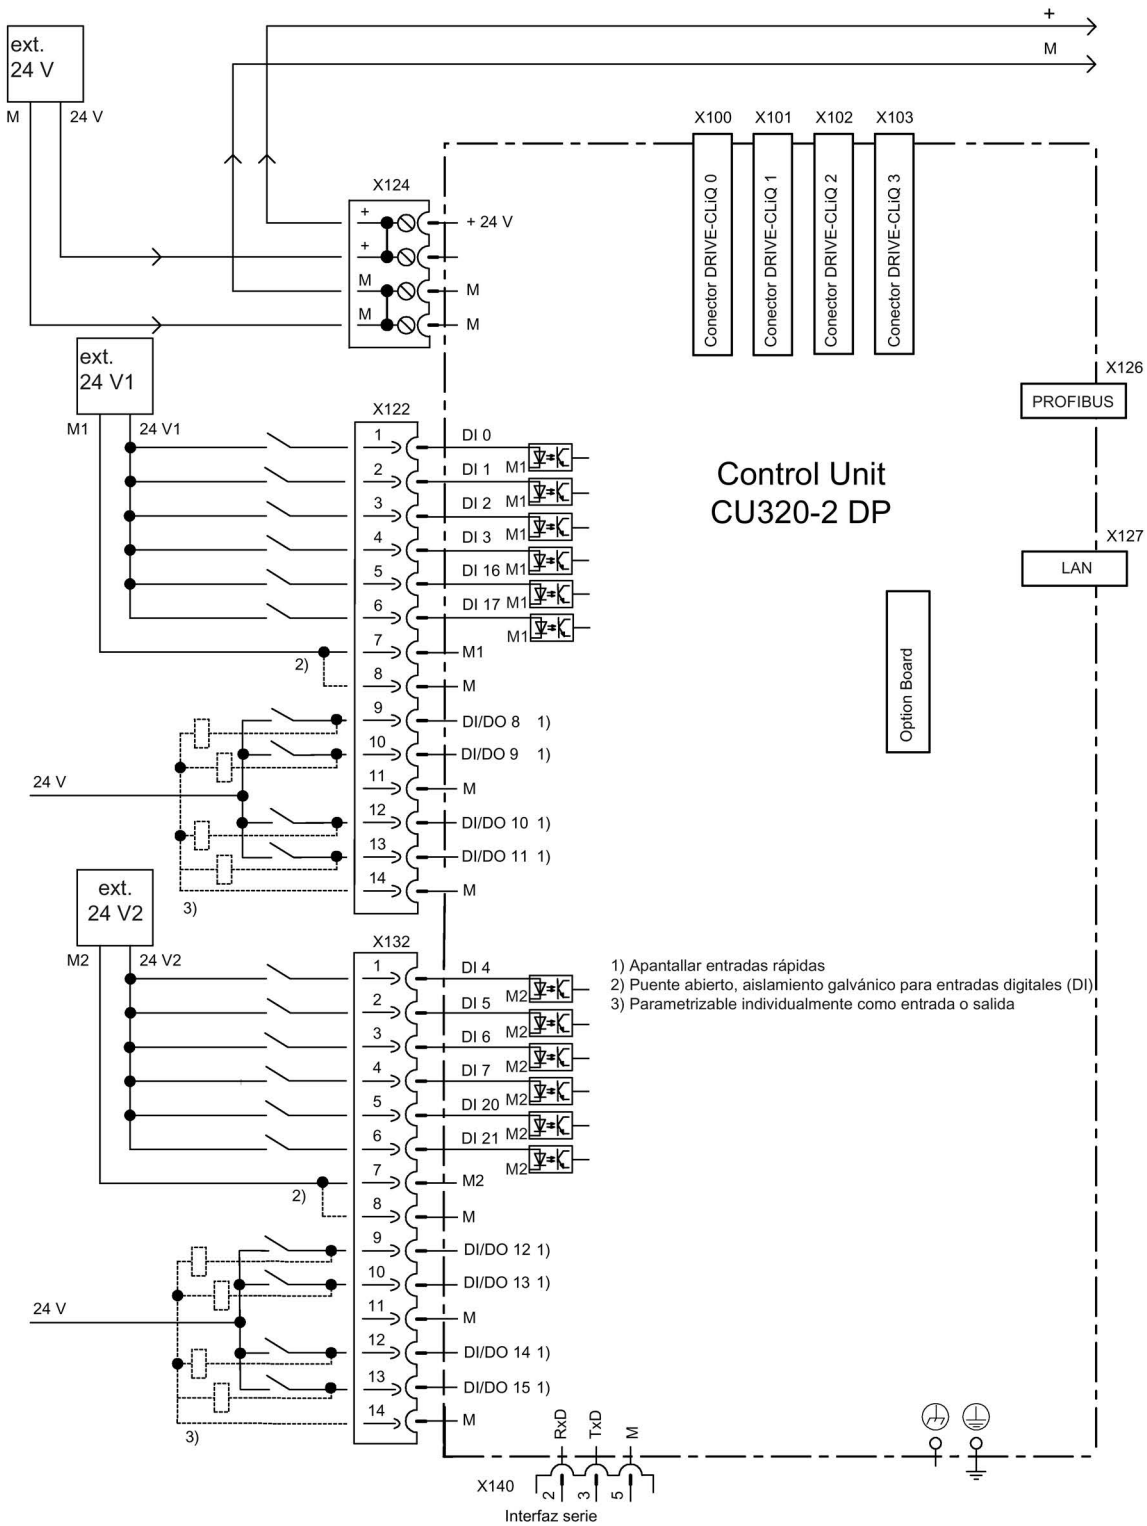 +
M
ext.
24 V
M 24 V
X100 X101 X102 X103
Conector DRIVE-CLiQ 0
Conector DRIVE-CLiQ 1
Conector DRIVE-CLiQ 2
Conector DRIVE-CLiQ 3
X124
+ + 24 V
+
M M
M M
ext.
24 V1
M1 24 V1
X126
PROFIBUS
Control Unit
CU320-2 DP
X127
LAN
Option Board
X122
1 DI 0
M1
2 DI 1
M1
3 DI 2
M1
4 DI 3
M1
5 DI 16
M1
6 DI 17
M1
7 M1
2)
8 M
9 DI/DO 8 1)
10 DI/DO 9 1)
24 V
11 M
12 DI/DO 10 1)
13 DI/DO 11 1)
14 M
3)
ext.
24 V2
M2 24 V2
X132
1 DI 4
M2
2 DI 5
M2
3 DI 6
M2
4 DI 7
M2
5 DI 20
M2
6 DI 21
M2
7 M2
2)
8 M
9 DI/DO 12 1)
10 DI/DO 13 1)
24 V
11 M
12 DI/DO 14 1)
13 DI/DO 15 1)
14 M
3)
1) Apantallar entradas rápidas
2) Puente abierto, aislamiento galvánico para entradas digitales (DI)
3) Parametrizable individualmente como entrada o salida
RxD TxD M
X140
2 3 5
Interfaz serie